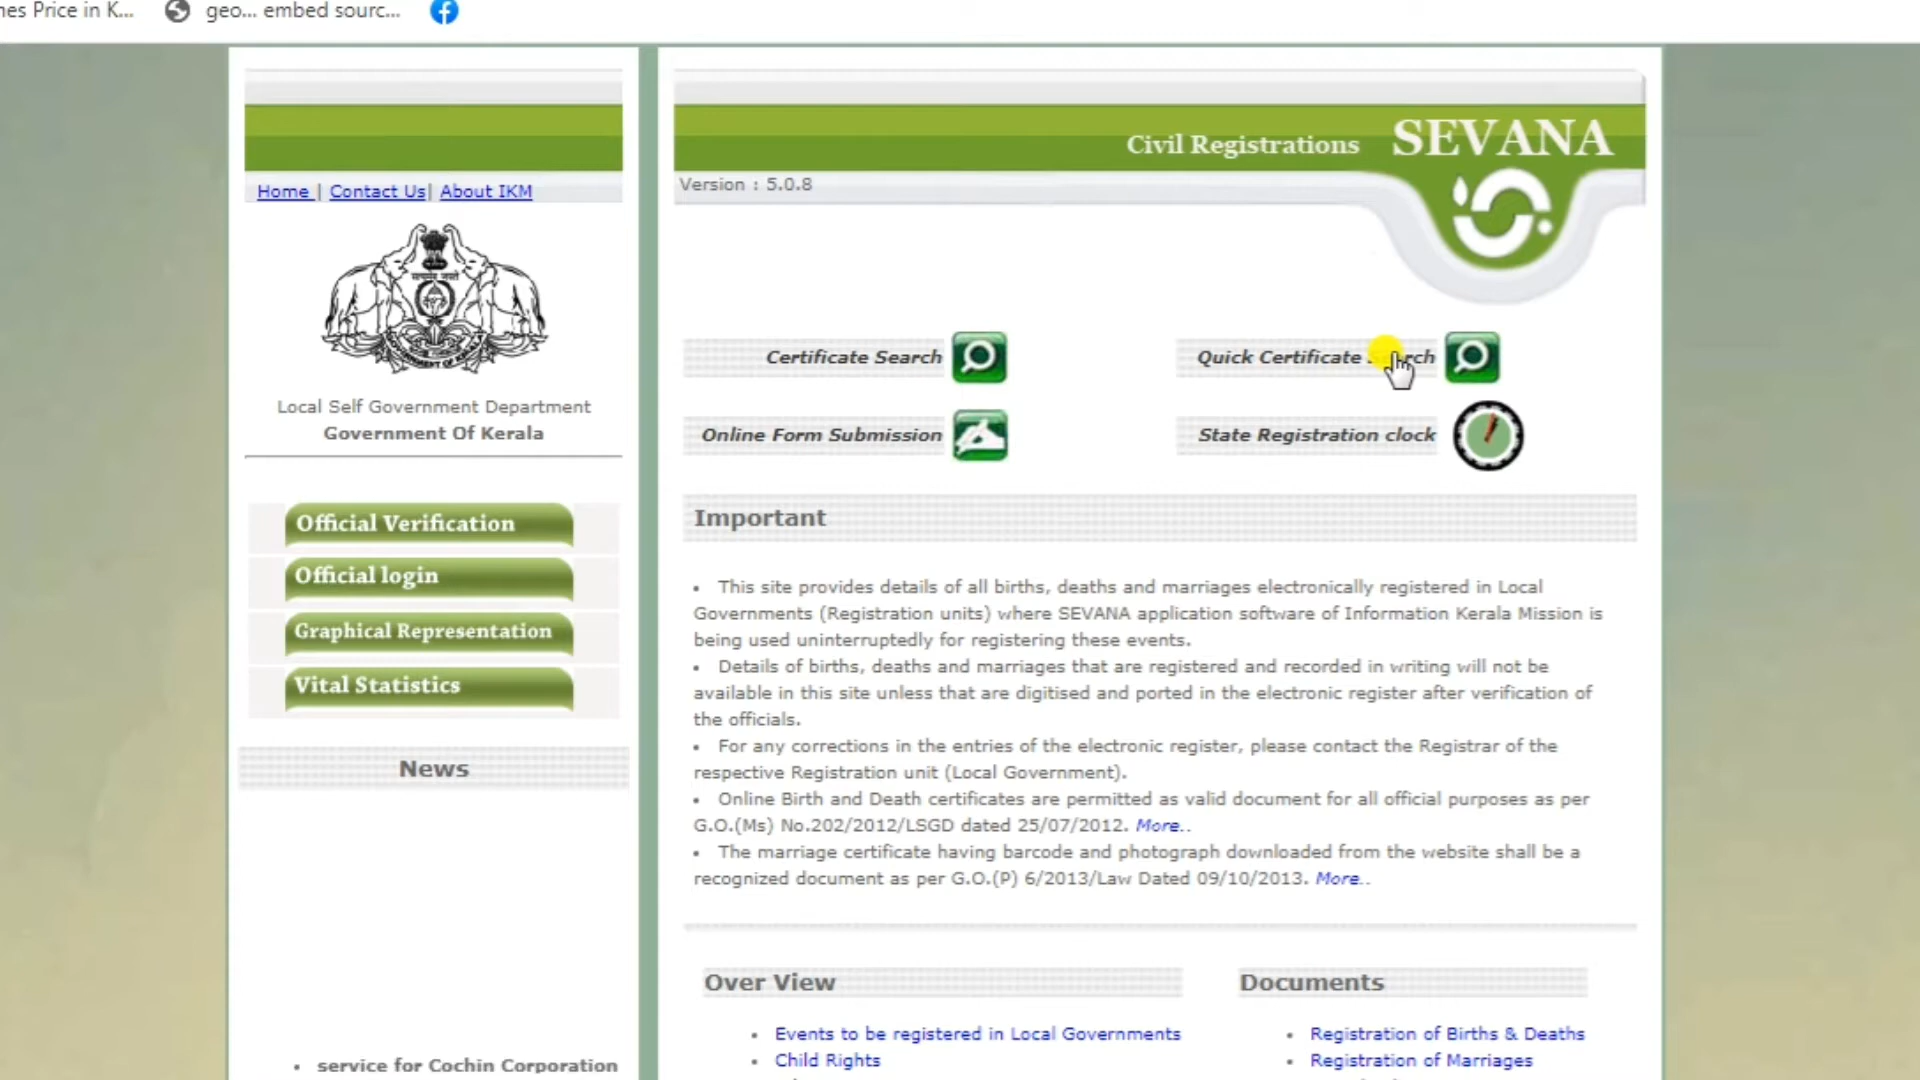 nes Price in K...
geo... embed sourc...
Home | Contact Us| About IKM
Local Self Government Department
Government Of Kerala
Official Verification
Official login
Graphical Representation
Vital Statistics
News
service for Cochin Corporation
Civil Registrations SEVANA
Version : 5.0.8
Certificate Search
Quick Certificate
Online Form Submission
State Registration clock
Important
• This site provides details of all births, deaths and marriages electronically registered in Local
Governments (Registration units) where SEVANA application software of Information Kerala Mission is
being used uninterruptedly for registering these events.
• Details of births, deaths and marriages that are registered and recorded in writing will not be
available in this site unless that are digitised and ported in the electronic register after verification of
the officials.
• For any corrections in the entries of the electronic register, please contact the Registrar of the
respective Registration unit (Local Government).
• Online Birth and Death certificates are permitted as valid document for all official purposes as per
G.O.(Ms) No.202/2012/LSGD dated 25/07/2012. More..
• The marriage certificate having barcode and photograph downloaded from the website shall be a
recognized document as per G.O.(P) 6/2013/Law Dated 09/10/2013. More..
Over View
• Events to be registered in Local Governments
• Child Rights
Documents
• Registration of Births & Deaths
• Registration of Marriages